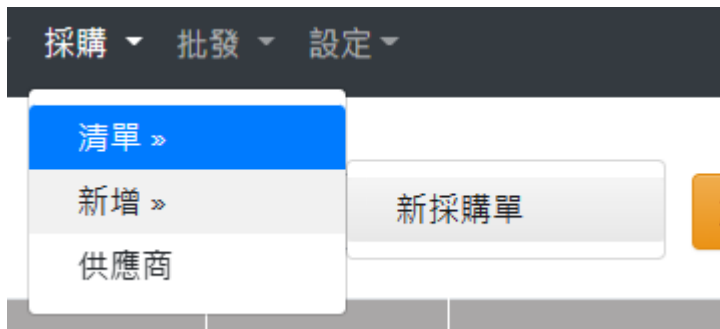 採購 批發 設定
清單 »
新增 »
新採購單
供應商